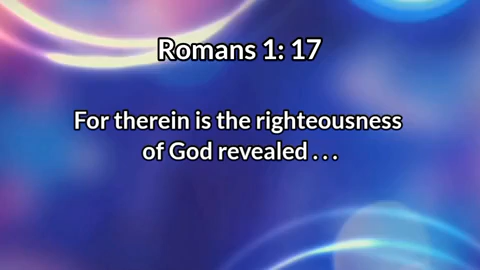 Romans 1: 17
For therein is the righteousness
of God revealed . . .